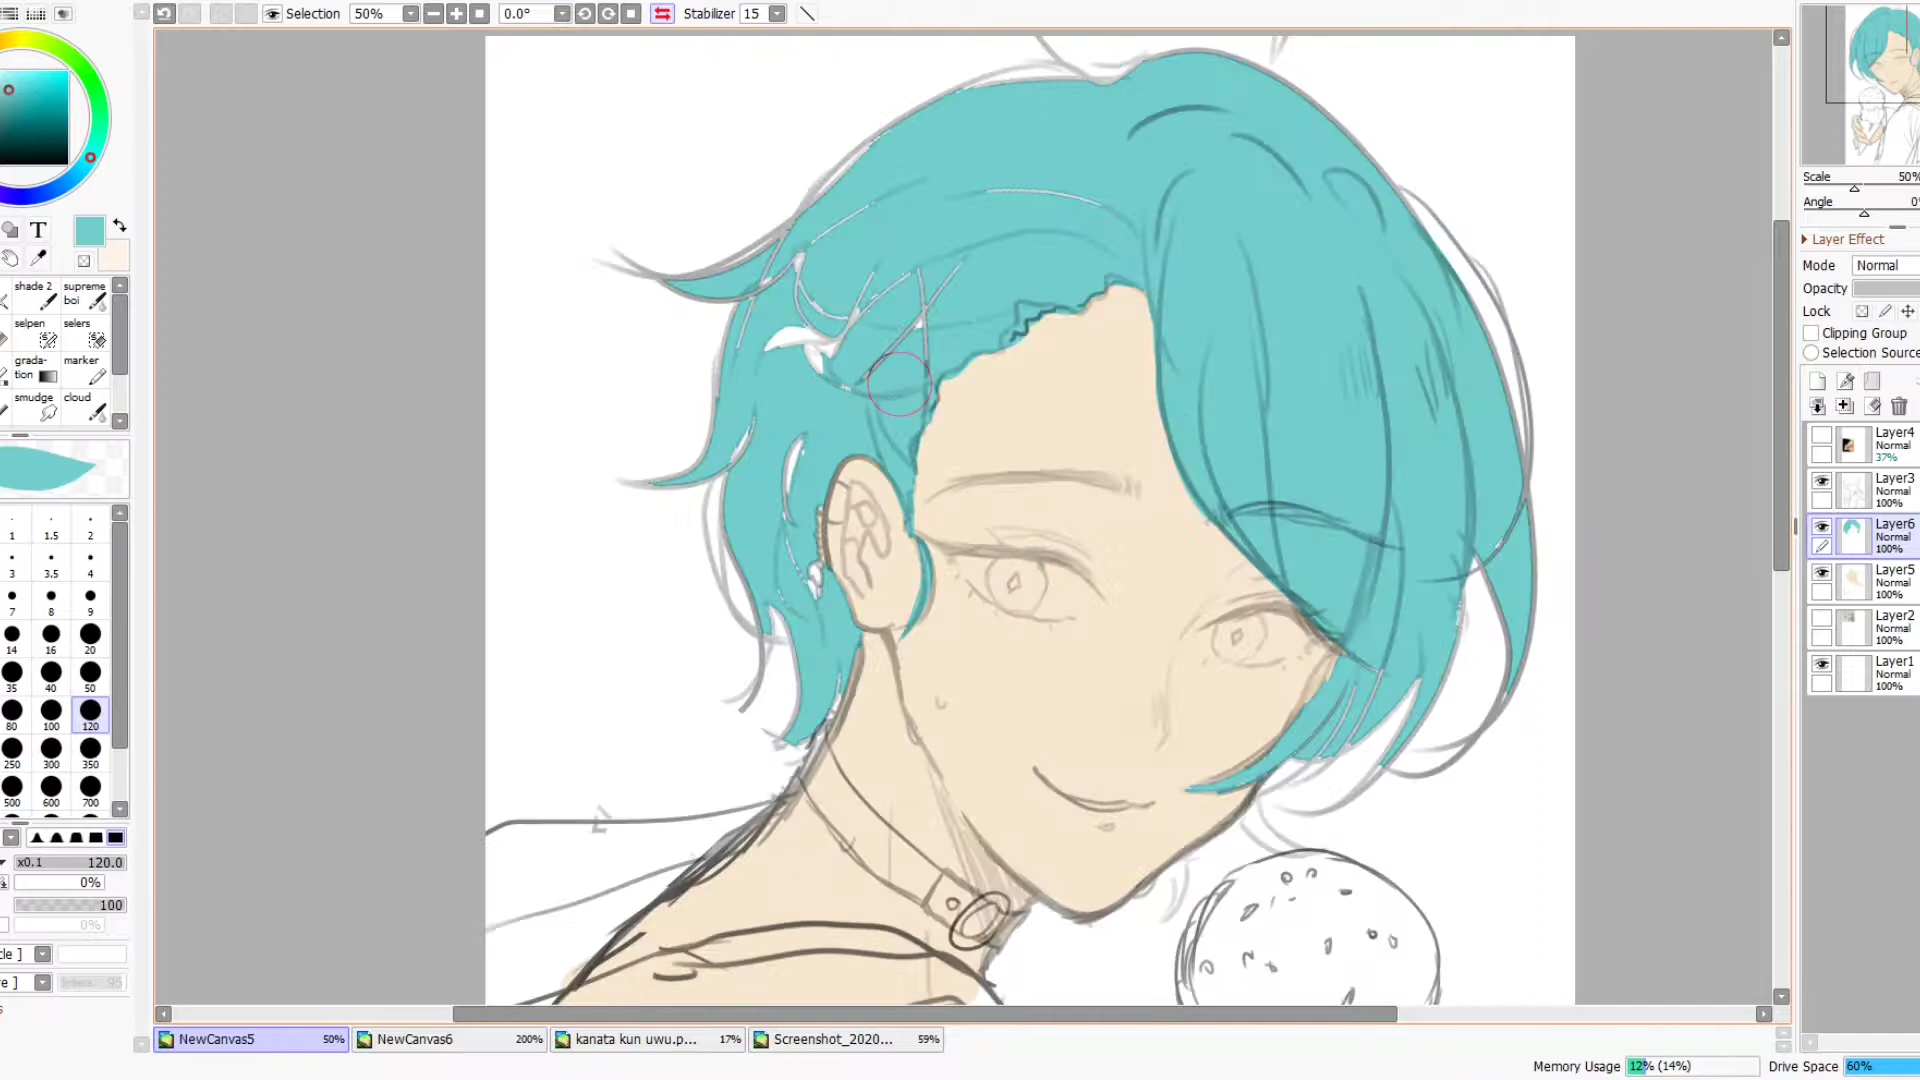 Selection 50% 0.0° Stabilizer 15
Scale 50%
Angle 0°
Layer Effect
Mode Normal
Opacity
Lock
Clipping Group
Selection Source
T
shade 2 supreme boi
selpen selers
grada-tion marker
smudge cloud
1 1.5 2
3 3.5 4
7 8 9
14 16 20
35 40 50
80 100 120
250 300 350
500 600 700
x0.1 120.0
0%
100
0%
cle ]
re ]
95
Layer4
Normal
37%
Layer3
Normal
100%
Layer6
Normal
100%
Layer5
Normal
100%
Layer2
Normal
100%
Layer1
Normal
100%
NewCanvas5 50% NewCanvas6 200% kanata kun uwu.p... 17% Screenshot_2020... 59%
Memory Usage 12% (14%) Drive Space 60%